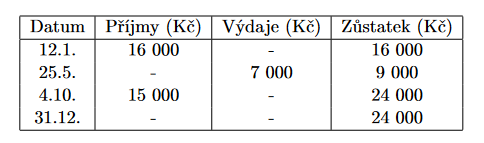 Datum Příjmy (Kč) Výdaje (Kč) Zůstatek (Kč)
12.1. 16 000 - 16 000
25.5. - 7 000 9 000
4.10. 15 000 - 24 000
31.12. - - 24 000